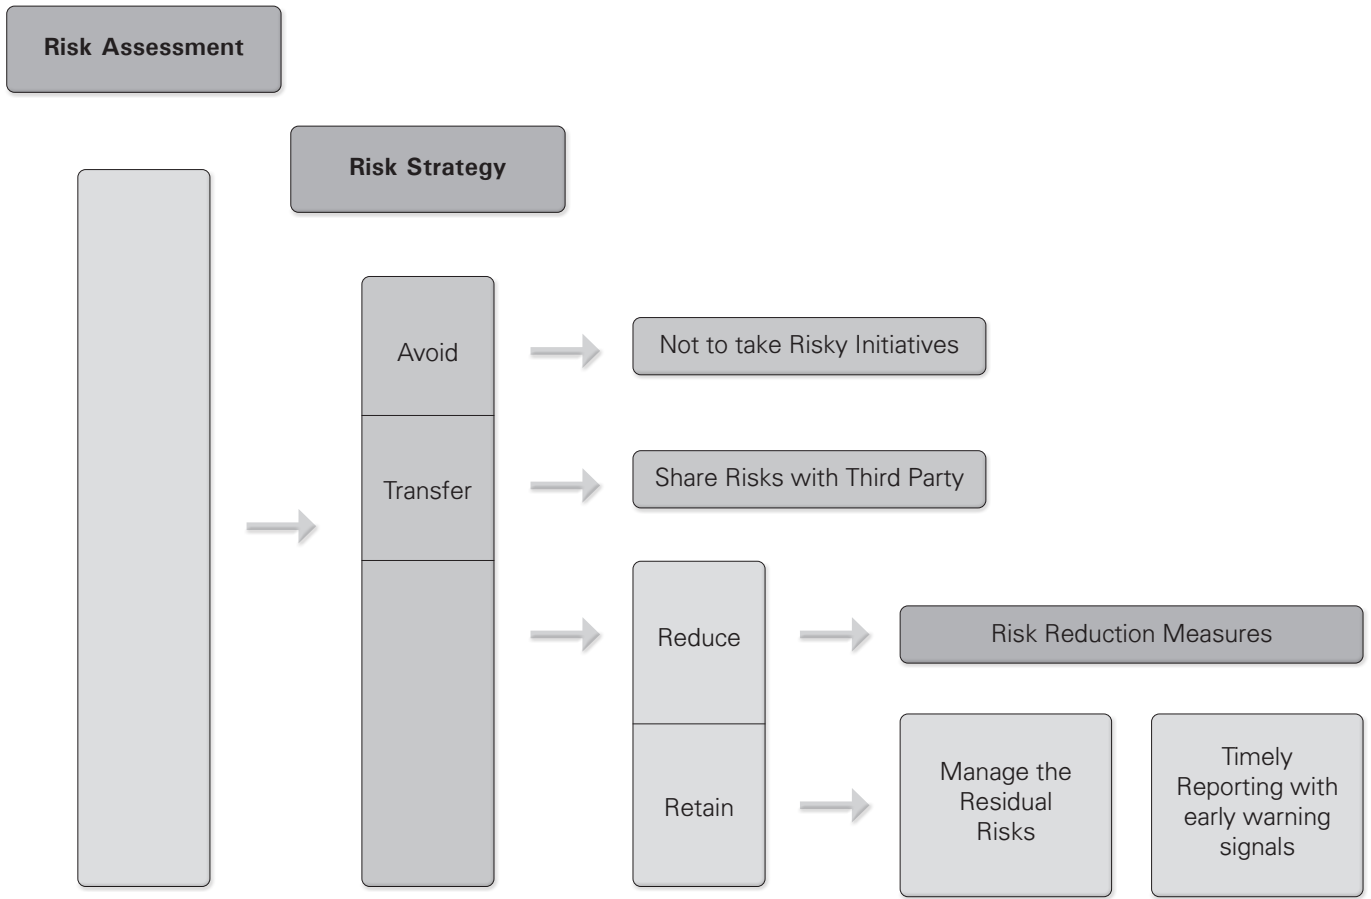 Risk Assessment
Risk Strategy
Avoid
Not to take Risky Initiatives
Transfer
Share Risks with Third Party
Reduce
Risk Reduction Measures
Retain
Manage the
Residual
Risks
Timely
Reporting with
early warning
signals